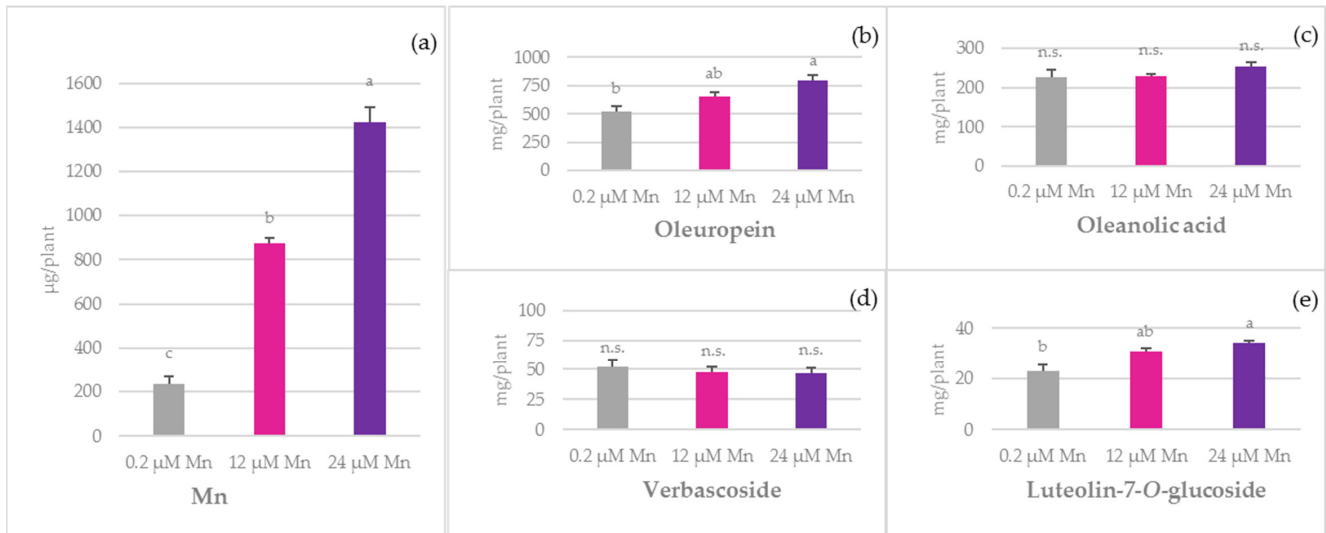 (a)
1600
1400
1200
1000
800
600
400
200
0
µg/plant
c
b
a
0.2 µM Mn 12 µM Mn 24 µM Mn
Mn
(b)
1000
750
500
250
0
mg/plant
b
ab
a
0.2 µM Mn 12 µM Mn 24 µM Mn
Oleuropein
(c)
300
200
100
0
mg/plant
n.s. n.s. n.s.
0.2 µM Mn 12 µM Mn 24 µM Mn
Oleanolic acid
(d)
100
75
50
25
0
mg/plant
n.s. n.s. n.s.
0.2 µM Mn 12 µM Mn 24 µM Mn
Verbascoside
(e)
40
20
0
mg/plant
b
ab
a
0.2 µM Mn 12 µM Mn 24 µM Mn
Luteolin-7-O-glucoside